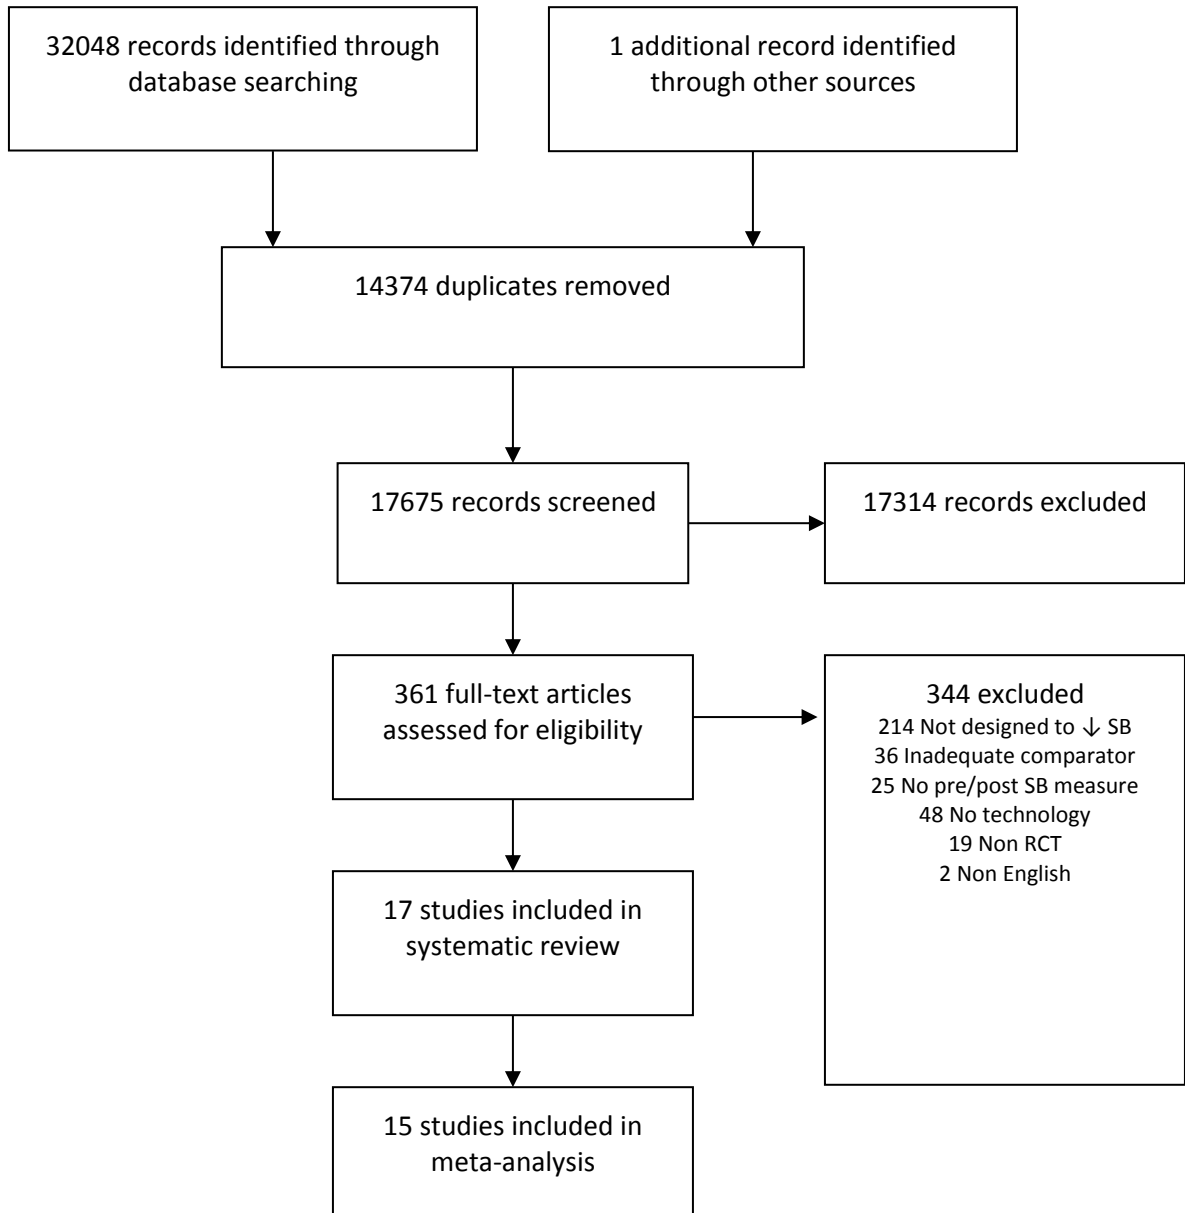 32048 records identified through
database searching
1 additional record identified
through other sources
14374 duplicates removed
17675 records screened
17314 records excluded
361 full-text articles
assessed for eligibility
344 excluded
214 Not designed to ↓ SB
36 Inadequate comparator
25 No pre/post SB measure
48 No technology
19 Non RCT
2 Non English
17 studies included in
systematic review
15 studies included in
meta-analysis